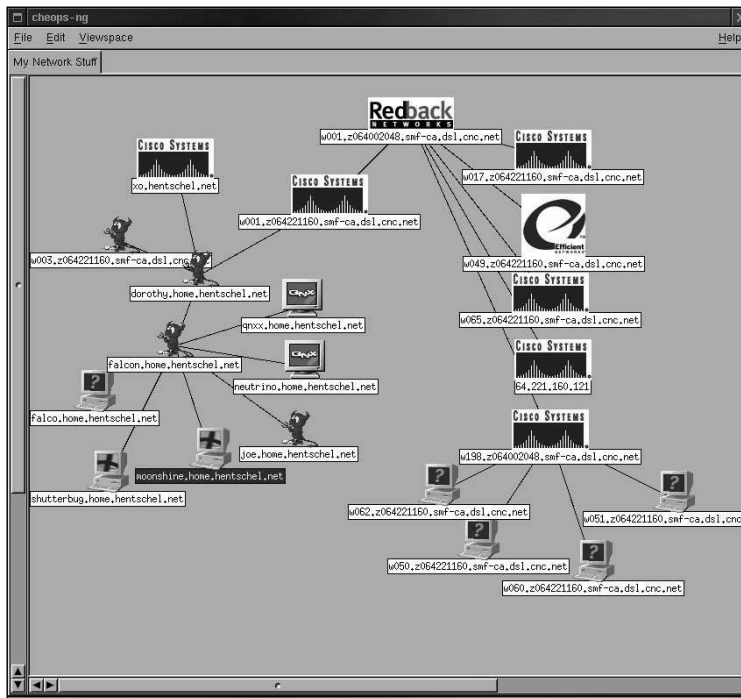 cheops-ng
File Edit Viewspace Help
My Network Stuff
Redback
NETWORKS
w001.z064002048.smf-ca.dsl.cnc.net
CISCO SYSTEMS
xo.hentschel.net
CISCO SYSTEMS
w017.z064221160.smf-ca.dsl.cnc.net
CISCO SYSTEMS
w001.z064221160.smf-ca.dsl.cnc.net
Efficient
NETWORKS
w049.z064221160.smf-ca.dsl.cnc.net
w003.z064221160.smf-ca.dsl.cnc
dorothy.home.hentschel.net
CISCO SYSTEMS
w065.z064221160.smf-ca.dsl.cnc.net
QNX
qnxx.home.hentschel.net
falcon.home.hentschel.net
QNX
neutrino.home.hentschel.net
CISCO SYSTEMS
64.221.160.121
?
falco.home.hentschel.net
joe.home.hentschel.net
CISCO SYSTEMS
w198.z064002048.smf-ca.dsl.cnc.net
moonshine.home.hentschel.net
shutterbug.home.hentschel.net
?
w062.z064221160.smf-ca.dsl.cnc.net
?
w051.z064221160.smf-ca.dsl.cnc
?
w050.z064221160.smf-ca.dsl.cnc.net
?
w060.z064221160.smf-ca.dsl.cnc.net